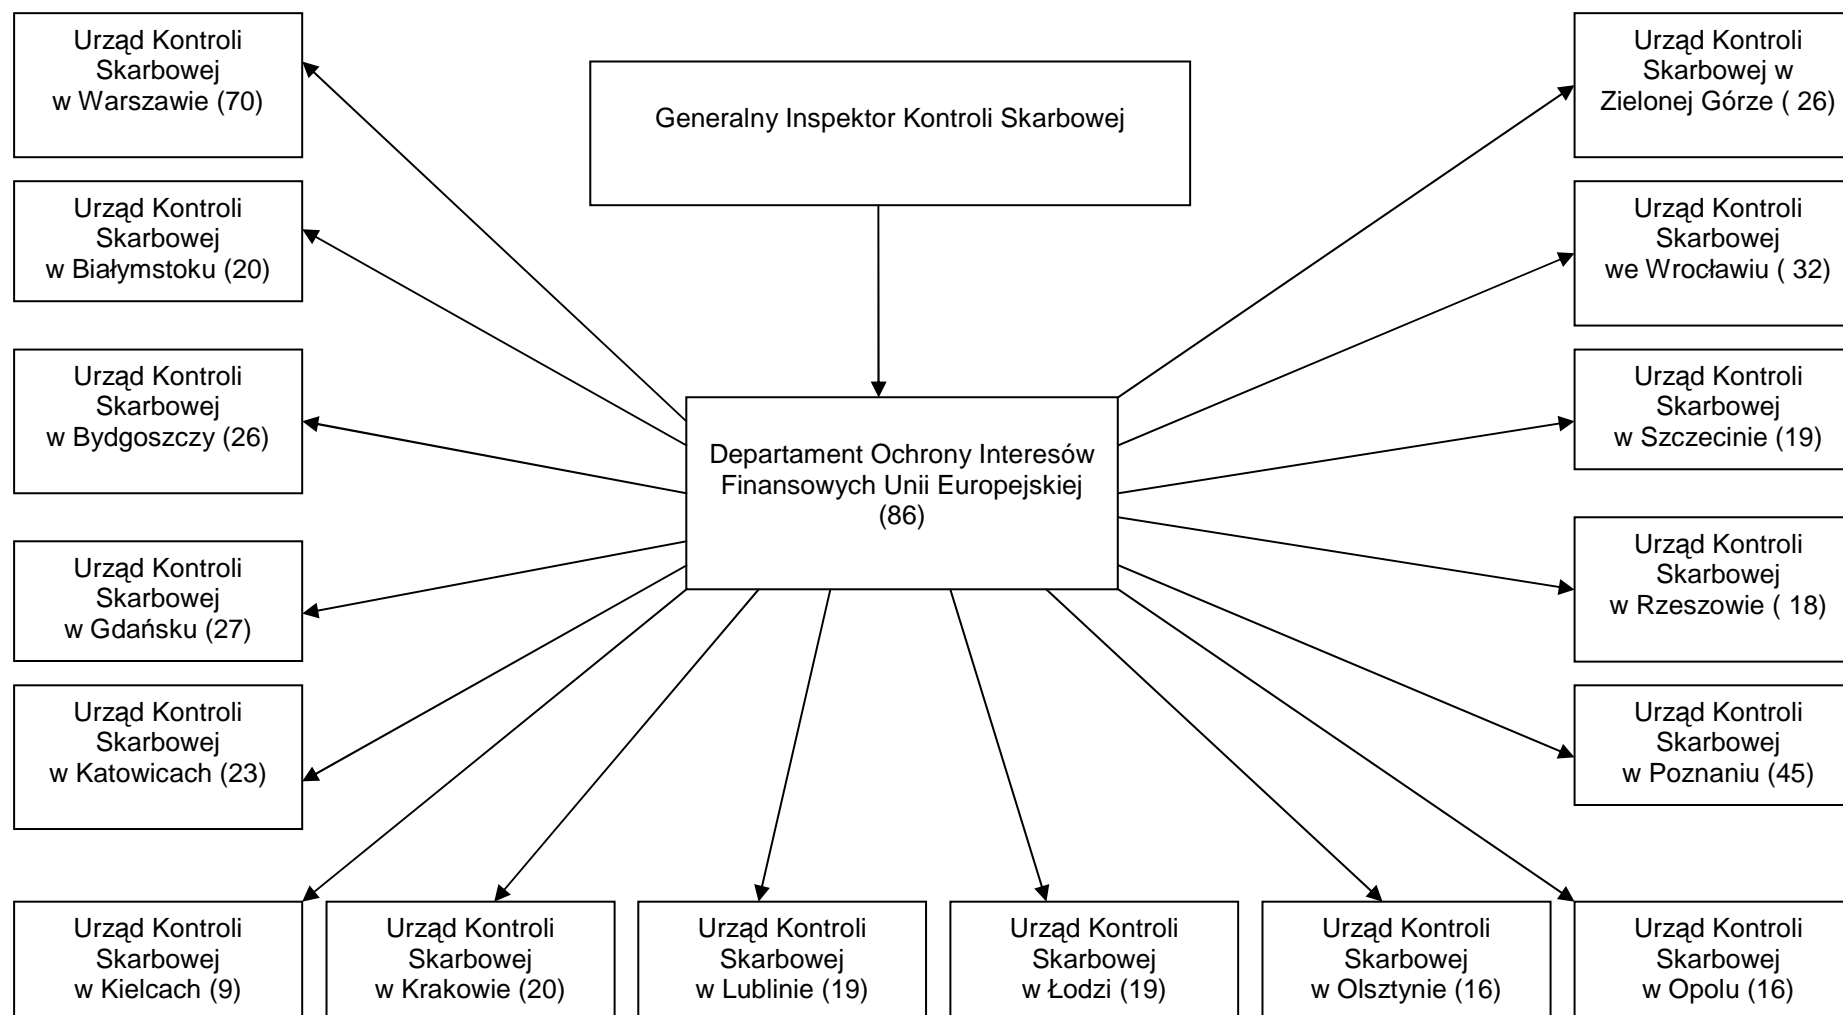 Urząd Kontroli
Skarbowej
w Warszawie (70)
Generalny Inspektor Kontroli Skarbowej
Urząd Kontroli
Skarbowej w
Zielonej Górze ( 26)
Urząd Kontroli
Skarbowej
w Białymstoku (20)
Urząd Kontroli
Skarbowej
we Wrocławiu ( 32)
Urząd Kontroli
Skarbowej
w Bydgoszczy (26)
Urząd Kontroli
Skarbowej
w Szczecinie (19)
Departament Ochrony Interesów
Finansowych Unii Europejskiej
(86)
Urząd Kontroli
Skarbowej
w Gdańsku (27)
Urząd Kontroli
Skarbowej
w Rzeszowie ( 18)
Urząd Kontroli
Skarbowej
w Katowicach (23)
Urząd Kontroli
Skarbowej
w Poznaniu (45)
Urząd Kontroli
Skarbowej
w Kielcach (9)
Urząd Kontroli
Skarbowej
w Krakowie (20)
Urząd Kontroli
Skarbowej
w Lublinie (19)
Urząd Kontroli
Skarbowej
w Łodzi (19)
Urząd Kontroli
Skarbowej
w Olsztynie (16)
Urząd Kontroli
Skarbowej
w Opolu (16)